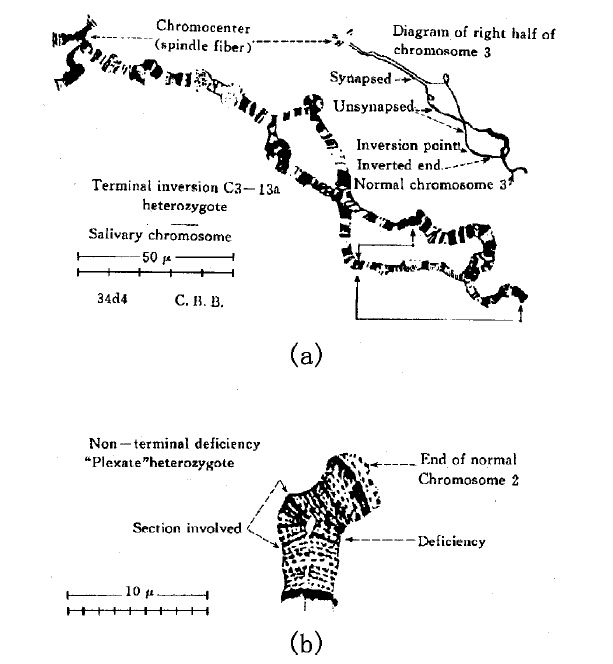 Chromocenter
(spindle fiber)
Diagram of right half of
chromosome 3
Synapsed
Unsynapsed
Inversion point
Inverted end
Normal chromosome 3
Terminal inversion C3-13a
heterozygote
Salivary chromosome
50 μ
34d4 C. B. B.
(a)
Non-terminal deficiency
"Plexate"heterozygote
End of normal
Chromosome 2
Section involved
Deficiency
10 μ
(b)